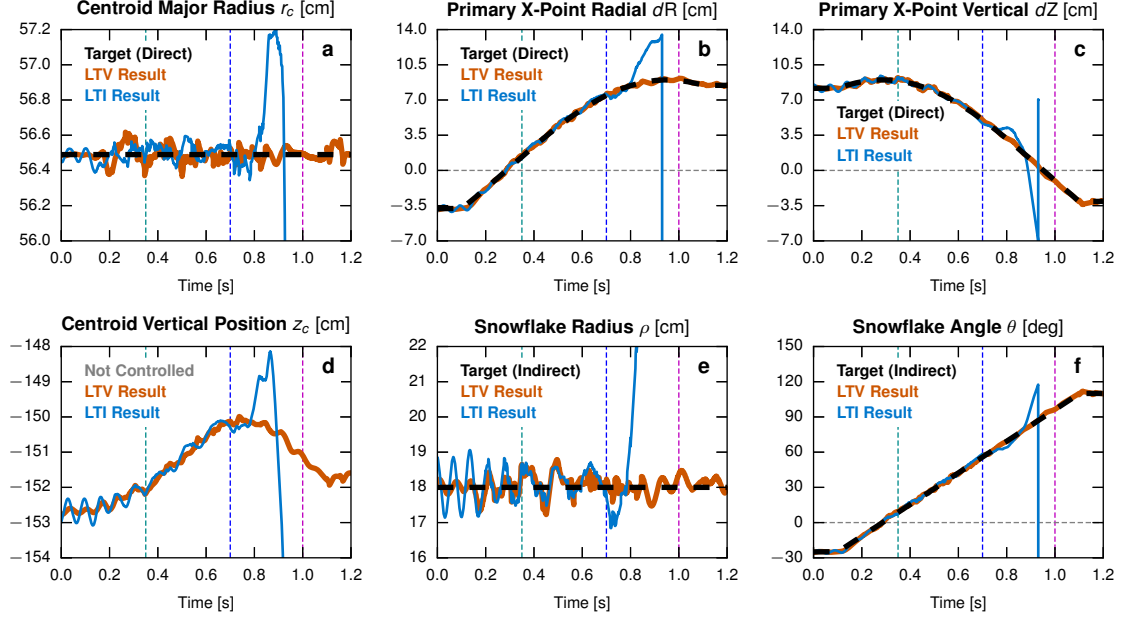 Centroid Major Radius r_c [cm]
a
Target (Direct)
LTV Result
LTI Result
57.2
57.0
56.8
56.6
56.4
56.2
56.0
0.0 0.2 0.4 0.6 0.8 1.0 1.2
Time [s]
Primary X-Point Radial dR [cm]
b
Target (Direct)
LTV Result
LTI Result
14.0
10.5
7.0
3.5
0.0
−3.5
−7.0
0.0 0.2 0.4 0.6 0.8 1.0 1.2
Time [s]
Primary X-Point Vertical dZ [cm]
c
Target (Direct)
LTV Result
LTI Result
14.0
10.5
7.0
3.5
0.0
−3.5
−7.0
0.0 0.2 0.4 0.6 0.8 1.0 1.2
Time [s]
Centroid Vertical Position z_c [cm]
d
Not Controlled
LTV Result
LTI Result
−148
−149
−150
−151
−152
−153
−154
0.0 0.2 0.4 0.6 0.8 1.0 1.2
Time [s]
Snowflake Radius ρ [cm]
e
Target (Indirect)
LTV Result
LTI Result
22
21
20
19
18
17
16
0.0 0.2 0.4 0.6 0.8 1.0 1.2
Time [s]
Snowflake Angle θ [deg]
f
Target (Indirect)
LTV Result
LTI Result
150
120
90
60
30
0
−30
0.0 0.2 0.4 0.6 0.8 1.0 1.2
Time [s]